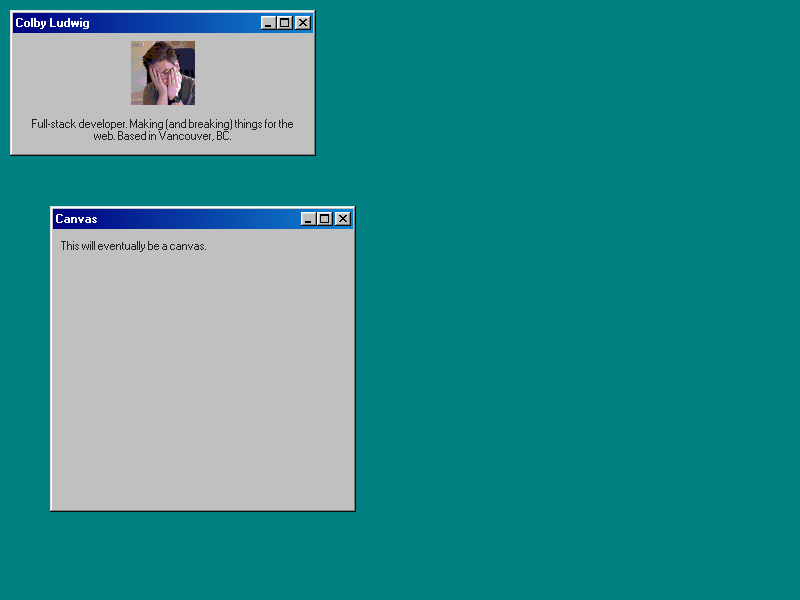 Colby Ludwig
Full-stack developer. Making (and breaking) things for the
web. Based in Vancouver, BC.
Canvas
This will eventually be a canvas.